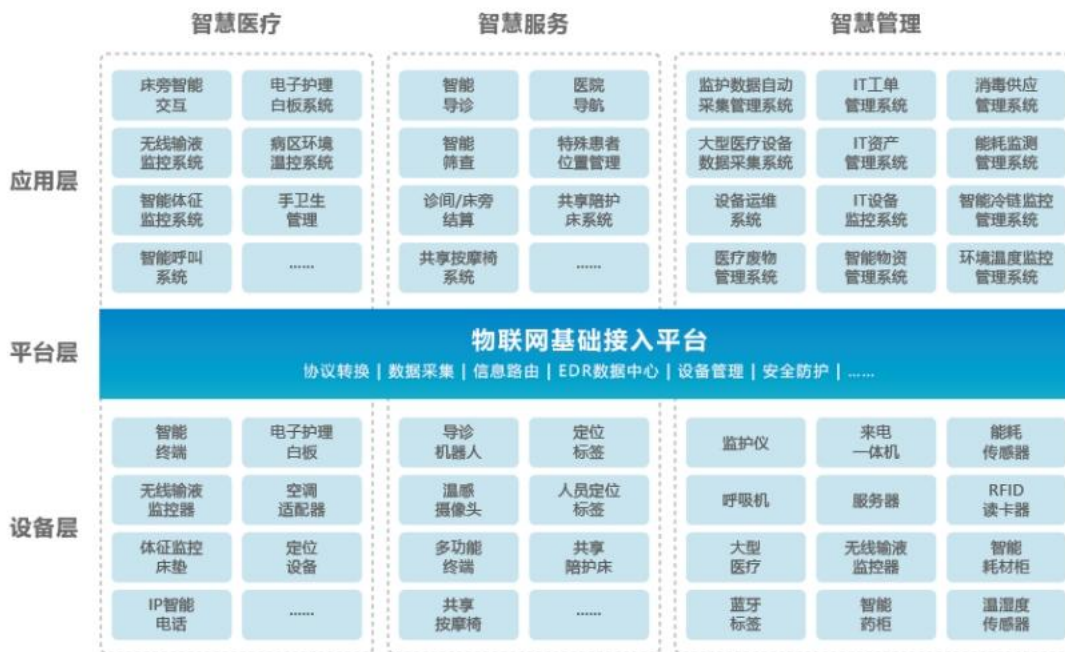 智慧医疗
智慧服务
智慧管理
应用层
床旁智能
交互
电子护理
白板系统
无线输液
监控系统
病区环境
温控系统
智能体征
监控系统
手卫生
管理
智能呼叫
系统
......
智能
导诊
医院
导航
智能
筛查
特殊患者
位置管理
诊间/床旁
结算
共享陪护
床系统
共享按摩椅
系统
......
监护数据自动
采集管理系统
IT工单
管理系统
消毒供应
管理系统
大型医疗设备
数据采集系统
IT资产
管理系统
能耗监测
管理系统
设备运维
系统
IT设备
监控系统
智能冷链监控
管理系统
医疗废物
管理系统
智能物资
管理系统
环境温度监控
管理系统
平台层
物联网基础接入平台
协议转换 | 数据采集 | 信息路由 | EDR数据中心 | 设备管理 | 安全防护 | ......
设备层
智能
终端
电子护理
白板
无线输液
监控器
空调
适配器
体征监控
床垫
定位
设备
IP智能
电话
......
导诊
机器人
定位
标签
温感
摄像头
人员定位
标签
多功能
终端
共享
陪护床
共享
按摩椅
......
监护仪
来电
一体机
能耗
传感器
呼吸机
服务器
RFID
读卡器
大型
医疗
无线输液
监控器
智能
耗材柜
蓝牙
标签
智能
药柜
温湿度
传感器